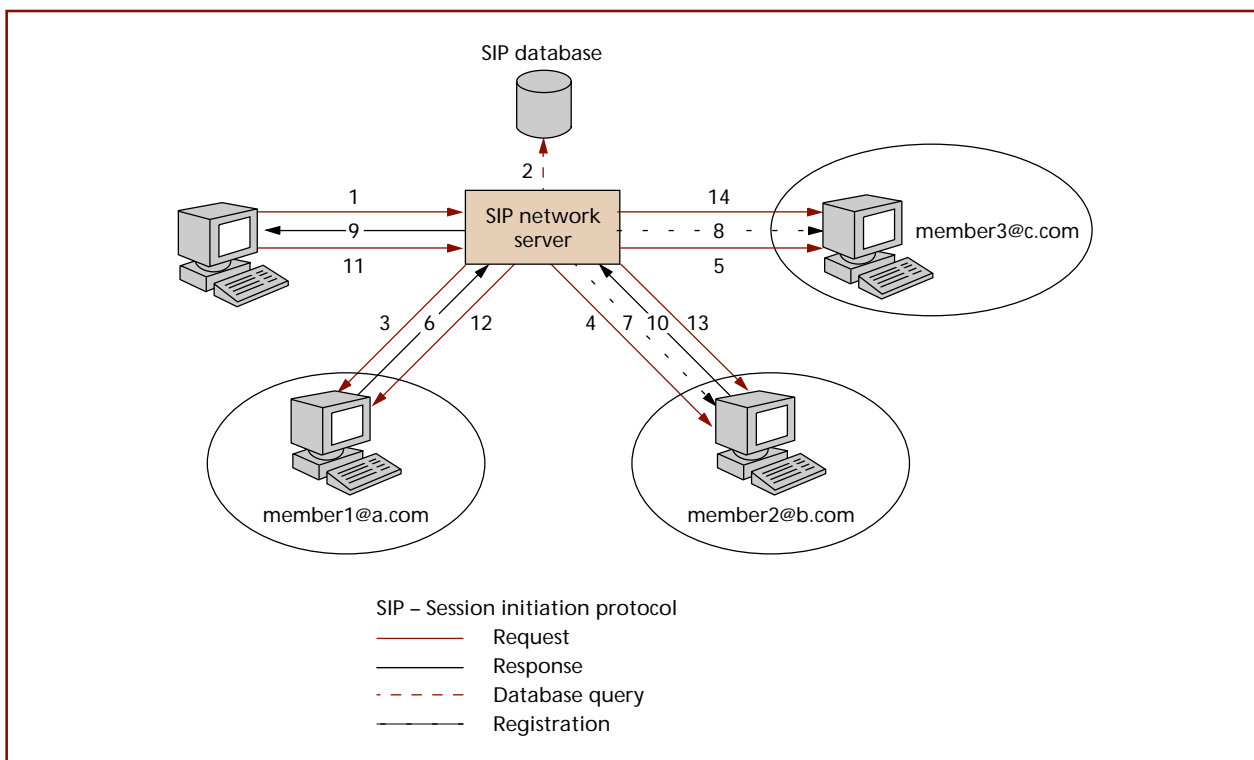 SIP database
2
1
14
SIP network
server
9
8
member3@c.com
11
5
3
6
12
4
7
10
13
member1@a.com
member2@b.com
SIP – Session initiation protocol
Request
Response
Database query
Registration